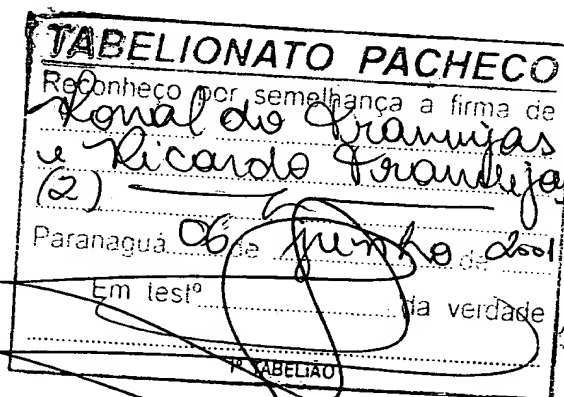 TABELIONATO PACHECO
Reconheço por semelhança a firma de
Ronaldo Tramujas
e Ricardo Tramujas
(2)
Paranaguá 06 de junho de 2001
Em testº da verdade
1º TABELIÃO